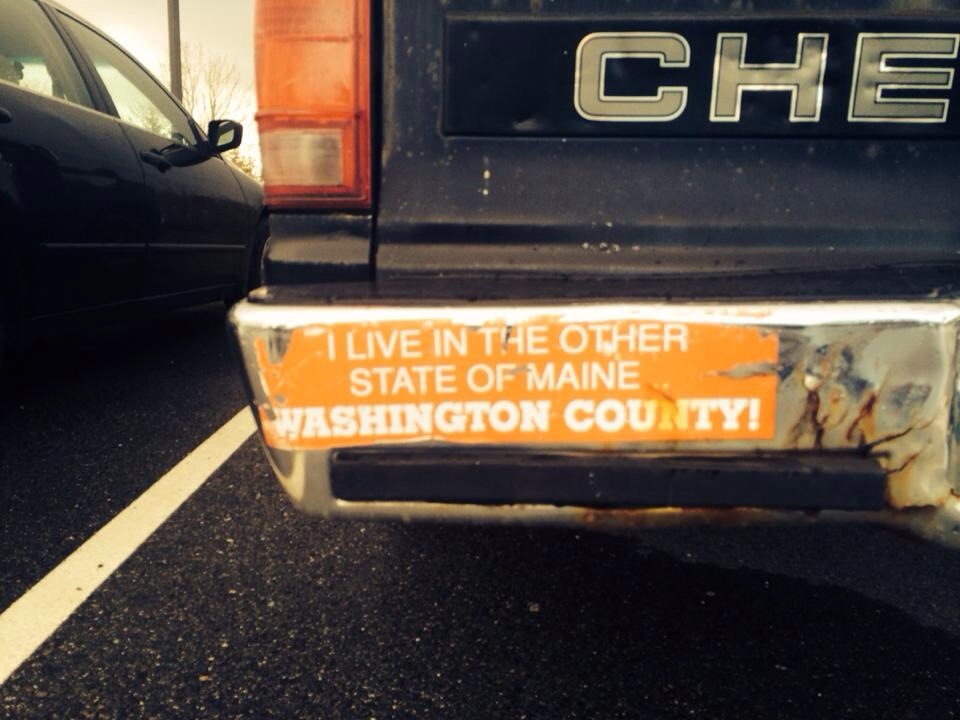 CHE
I LIVE IN THE OTHER
STATE OF MAINE
WASHINGTON COUNTY!